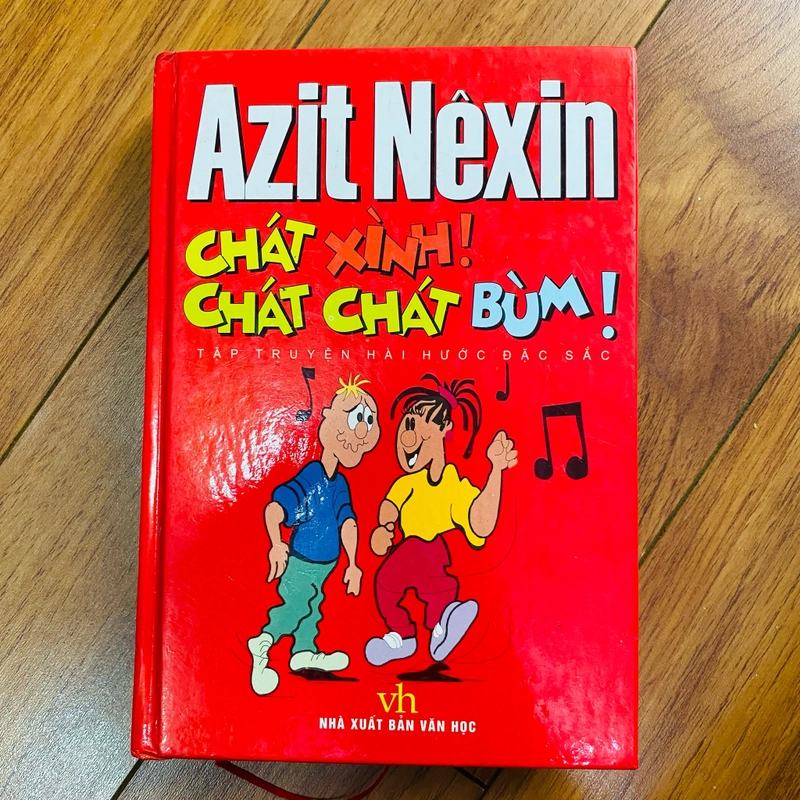 Azit Nêxin
CHÁT XÌNH!
CHÁT CHÁT BÙM!
TẬP TRUYỆN HÀI HƯỚC ĐẶC SẮC
vh
NHÀ XUẤT BẢN VĂN HỌC